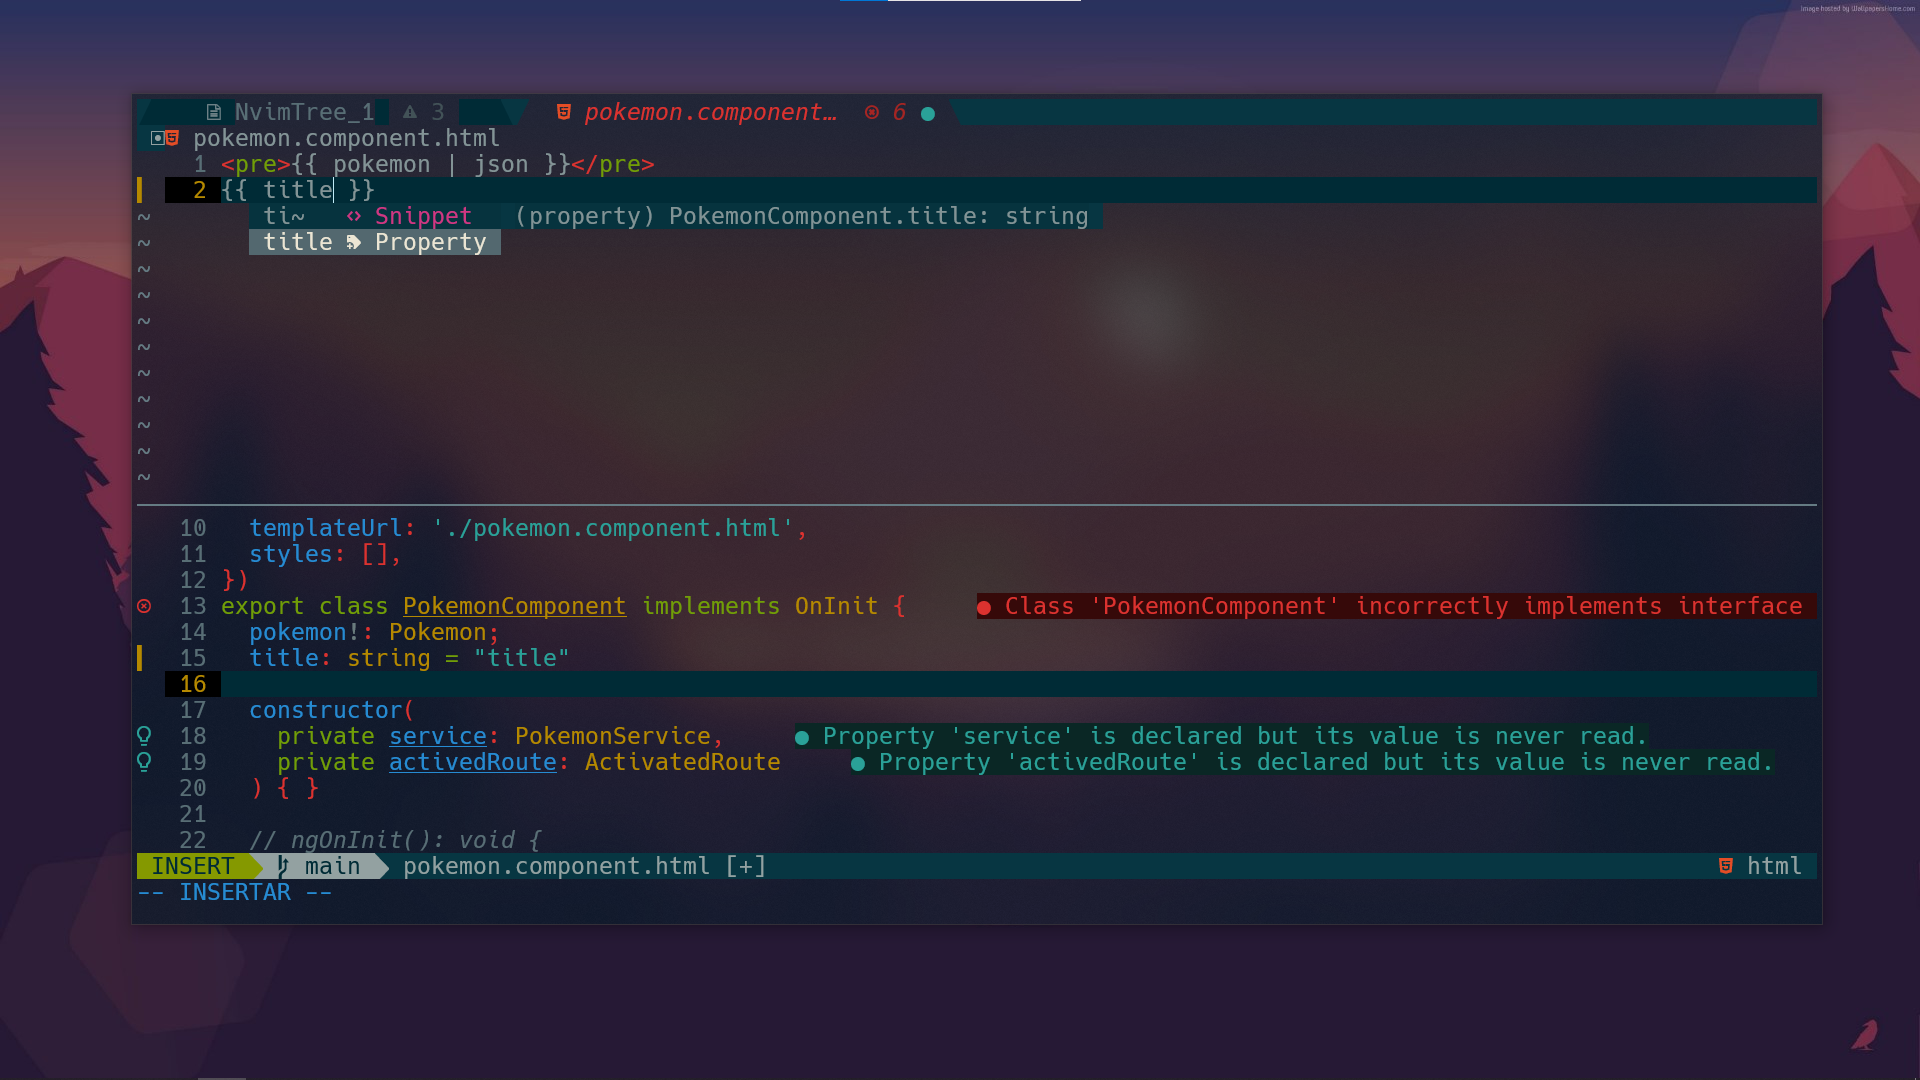 Image hosted by WallpapersHome.com
NvimTree_1 3 pokemon.component… 6
pokemon.component.html
1 <pre>{{ pokemon | json }}</pre>
2 {{ title }}
~ ti~ <> Snippet (property) PokemonComponent.title: string
~ title Property
~
~
~
~
~
~
~
~
~
10 templateUrl: './pokemon.component.html',
11 styles: [],
12 })
13 export class PokemonComponent implements OnInit { ● Class 'PokemonComponent' incorrectly implements interface
14 pokemon!: Pokemon;
15 title: string = "title"
16
17 constructor(
18 private service: PokemonService, ● Property 'service' is declared but its value is never read.
19 private activedRoute: ActivatedRoute ● Property 'activedRoute' is declared but its value is never read.
20 ) { }
21
22 // ngOnInit(): void {
INSERT main pokemon.component.html [+] html
-- INSERTAR --